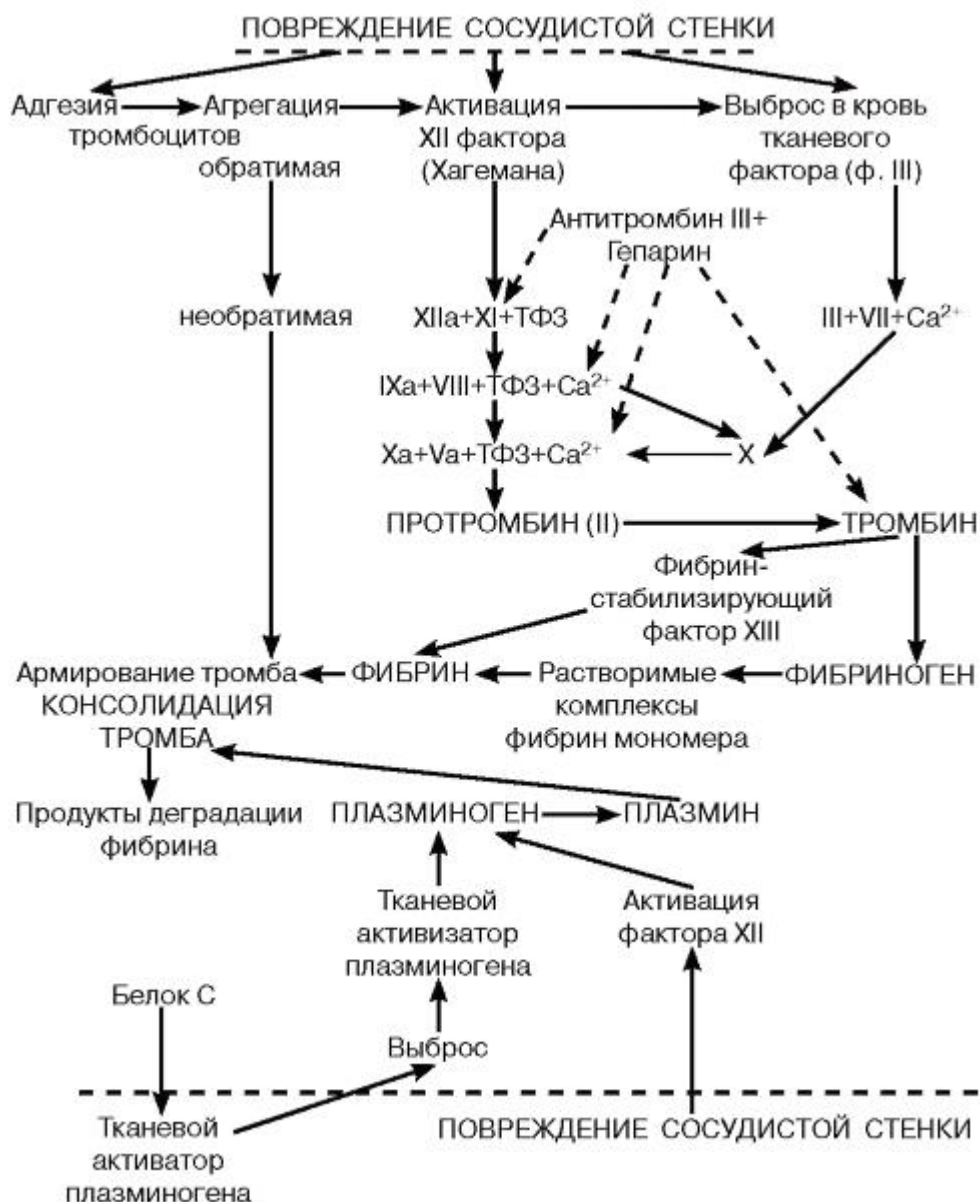 ПОВРЕЖДЕНИЕ СОСУДИСТОЙ СТЕНКИ
Адгезия Агрегация Активация Выброс в кровь
тромбоцитов XII фактора тканевого
обратимая (Хагемана) фактора (ф. III)
Антитромбин III+
Гепарин
необратимая XIIa+XI+ТФ3 III+VII+Ca²⁺
IXa+VIII+ТФ3+Ca²⁺
Xa+Va+ТФ3+Ca²⁺ X
ПРОТРОМБИН (II) ТРОМБИН
Фибрин-
стабилизирующий
фактор XIII
Армирование тромба ФИБРИН Растворимые ФИБРИНОГЕН
КОНСОЛИДАЦИЯ комплексы
ТРОМБА фибрин мономера
Продукты деградации ПЛАЗМИНОГЕН ПЛАЗМИН
фибрина
Тканевой Активация
активизатор фактора XII
плазминогена
Белок С
Выброс
Тканевой ПОВРЕЖДЕНИЕ СОСУДИСТОЙ СТЕНКИ
активатор
плазминогена